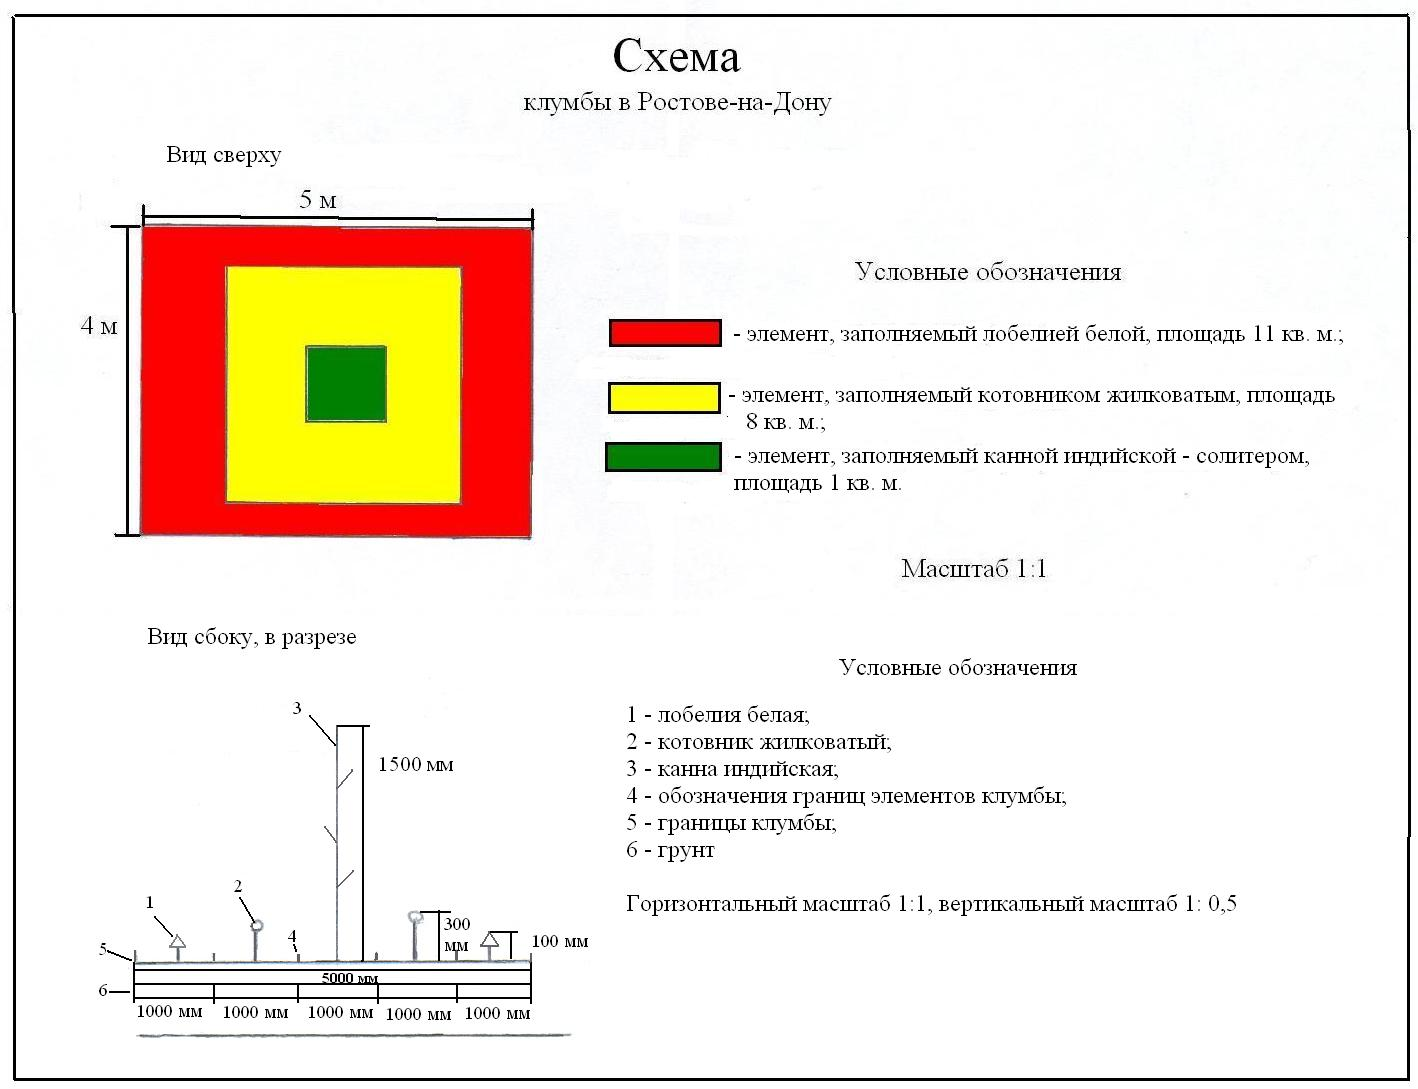 Схема
клумбы в Ростове-на-Дону
Вид сверху
5 м
4 м
Условные обозначения
- элемент, заполняемый лобелией белой, площадь 11 кв. м.;
- элемент, заполняемый котовником жилковатым, площадь
8 кв. м.;
- элемент, заполняемый канной индийской - солитером,
площадь 1 кв. м.
Масштаб 1:1
Вид сбоку, в разрезе
Условные обозначения
1 - лобелия белая;
2 - котовник жилковатый;
3 - канна индийская;
4 - обозначения границ элементов клумбы;
5 - границы клумбы;
6 - грунт
Горизонтальный масштаб 1:1, вертикальный масштаб 1: 0,5
3
1500 мм
2
1
4
300
мм
100 мм
5
5000 мм
6
1000 мм 1000 мм 1000 мм 1000 мм 1000 мм